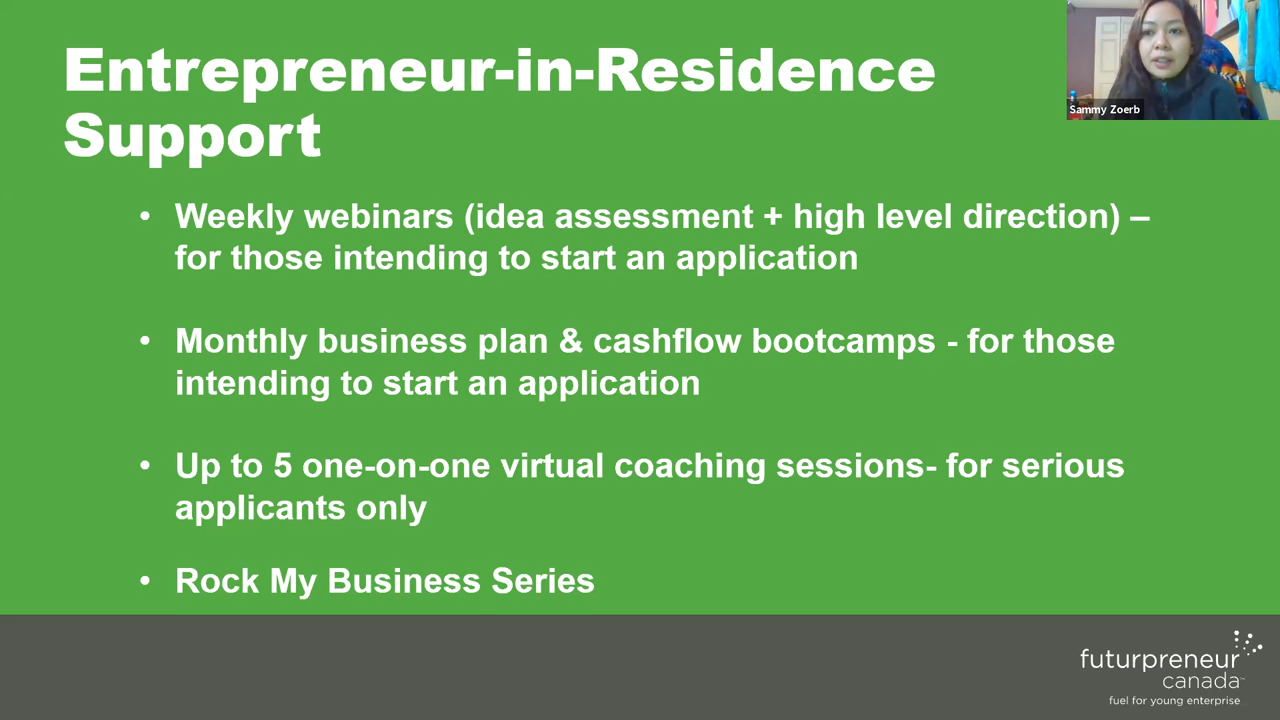 Entrepreneur-in-Residence
Support
Sammy Zoerb
• Weekly webinars (idea assessment + high level direction) –
for those intending to start an application
• Monthly business plan & cashflow bootcamps - for those
intending to start an application
• Up to 5 one-on-one virtual coaching sessions- for serious
applicants only
• Rock My Business Series
futurpreneur
canada™
fuel for young enterprise